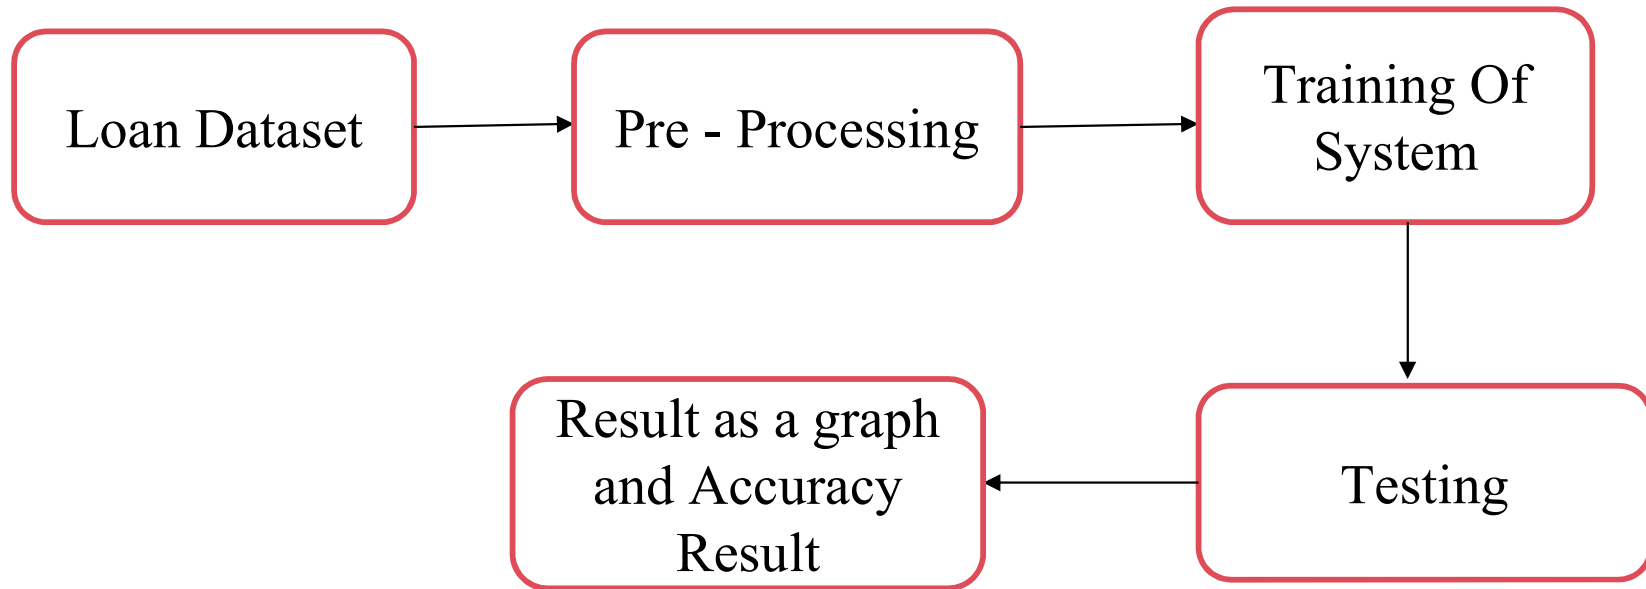 Loan Dataset
Pre - Processing
Training Of
System
Testing
Result as a graph
and Accuracy
Result